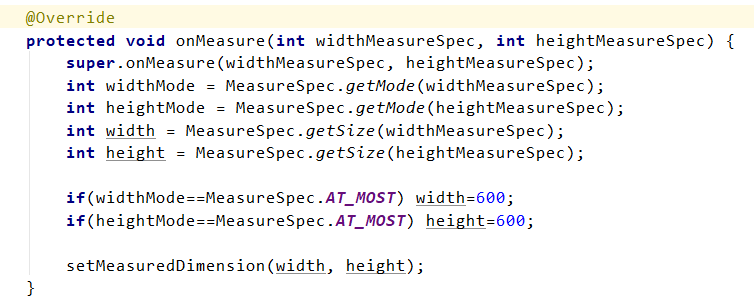 @Override
protected void onMeasure(int widthMeasureSpec, int heightMeasureSpec) {
super.onMeasure(widthMeasureSpec, heightMeasureSpec);
int widthMode = MeasureSpec.getMode(widthMeasureSpec);
int heightMode = MeasureSpec.getMode(heightMeasureSpec);
int width = MeasureSpec.getSize(widthMeasureSpec);
int height = MeasureSpec.getSize(heightMeasureSpec);
if(widthMode==MeasureSpec.AT_MOST) width=600;
if(heightMode==MeasureSpec.AT_MOST) height=600;
setMeasuredDimension(width, height);
}